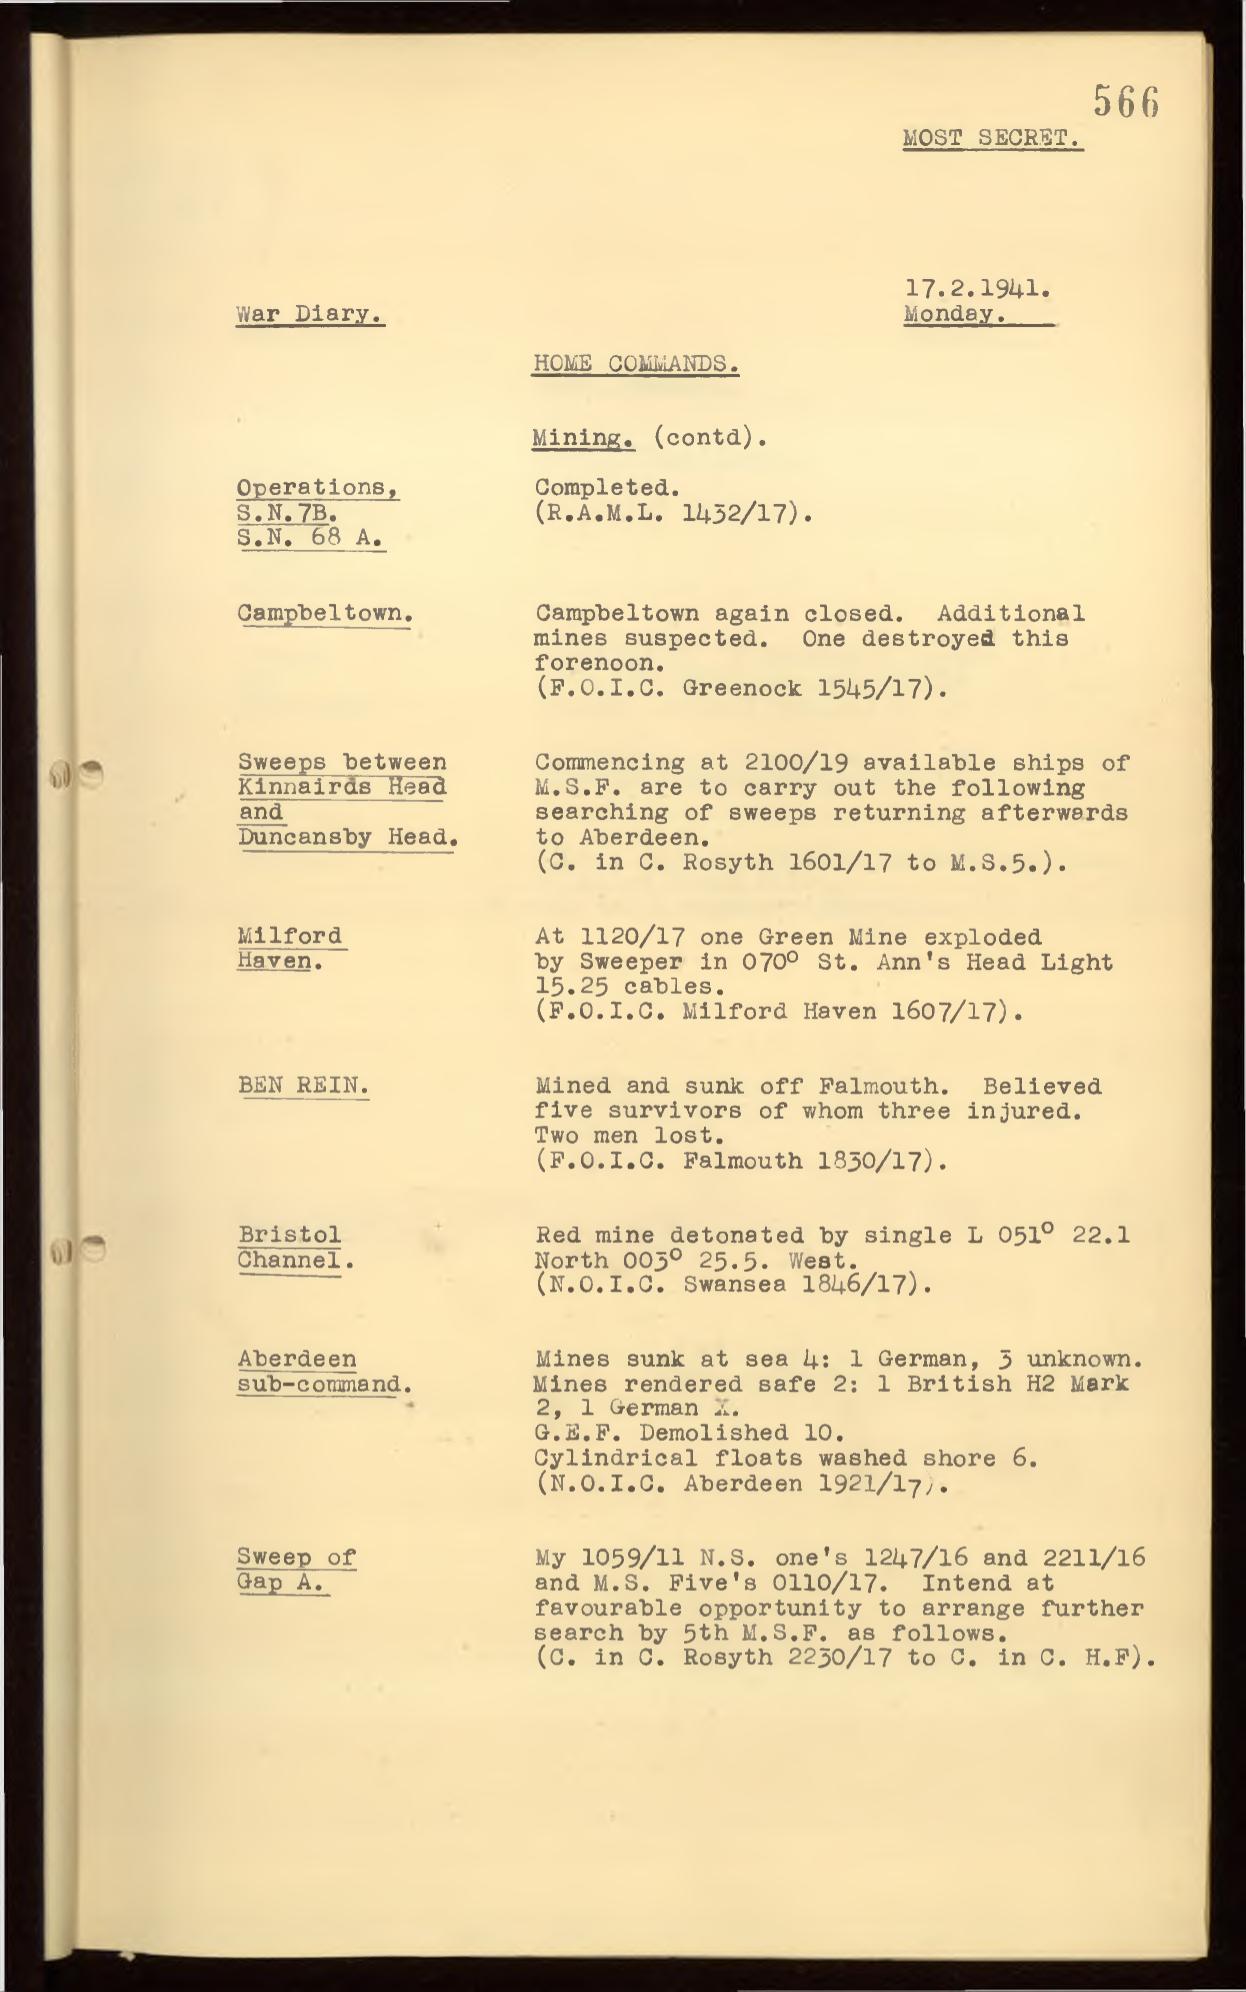 566
MOST SECRET.
17.2.1941.
War Diary.
Monday.
HOME COMMANDS.
Mining. (contd).
Operations,
S.N.7B.
S.N. 68 A.
Completed.
(R.A.M.L. 1432/17).
Campbeltown.
Campbeltown again closed. Additional
mines suspected. One destroyed this
forenoon.
(F.O.I.C. Greenock 1545/17).
Sweeps between
Kinnairds Head
and
Duncansby Head.
Commencing at 2100/19 available ships of
M.S.F. are to carry out the following
searching of sweeps returning afterwards
to Aberdeen.
(C. in C. Rosyth 1601/17 to M.S.5.).
Milford
Haven.
At 1120/17 one Green Mine exploded
by Sweeper in 070° St. Ann's Head Light
15.25 cables.
(F.O.I.C. Milford Haven 1607/17).
BEN REIN.
Mined and sunk off Falmouth. Believed
five survivors of whom three injured.
Two men lost.
(F.O.I.C. Falmouth 1830/17).
Bristol
Channel.
Red mine detonated by single L 051° 22.1
North 003° 25.5. West.
(N.O.I.C. Swansea 1846/17).
Aberdeen
sub-command.
Mines sunk at sea 4: 1 German, 3 unknown.
Mines rendered safe 2: 1 British H2 Mark
2, 1 German X.
G.E.F. Demolished 10.
Cylindrical floats washed shore 6.
(N.O.I.C. Aberdeen 1921/17).
Sweep of
Gap A.
My 1059/11 N.S. one's 1247/16 and 2211/16
and M.S. Five's 0110/17. Intend at
favourable opportunity to arrange further
search by 5th M.S.F. as follows.
(C. in C. Rosyth 2230/17 to C. in C. H.F).